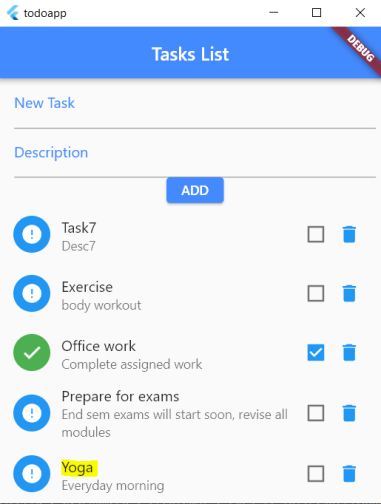 todoapp
Tasks List
DEBUG
New Task
Description
ADD
Task7
Desc7
Exercise
body workout
Office work
Complete assigned work
Prepare for exams
End sem exams will start soon, revise all
modules
Yoga
Everyday morning